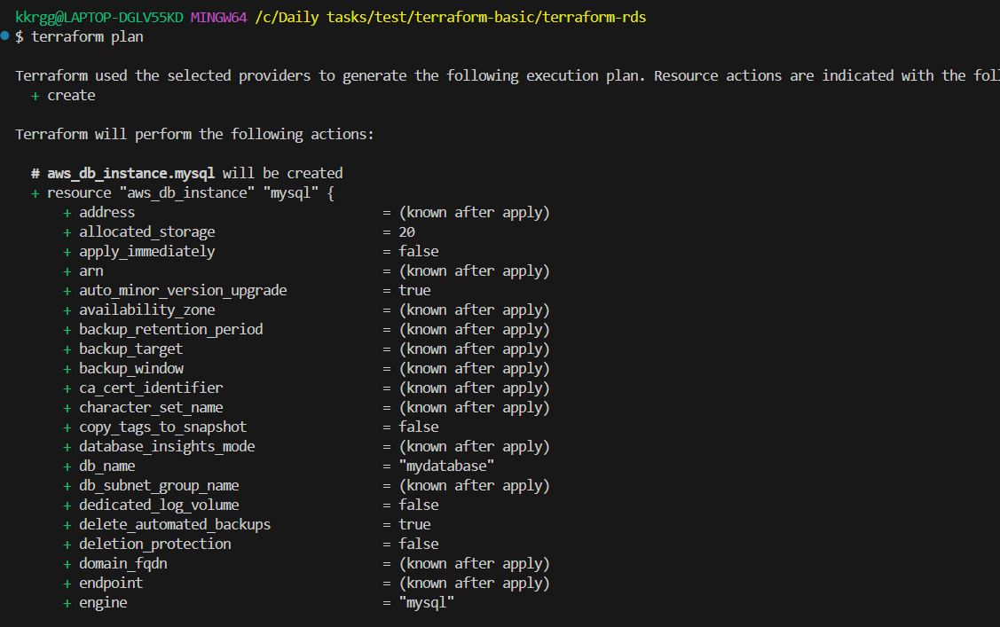 kkrgg@LAPTOP-DGLV55KD MINGW64 /c/Daily tasks/test/terraform-basic/terraform-rds
$ terraform plan
Terraform used the selected providers to generate the following execution plan. Resource actions are indicated with the foll
+ create
Terraform will perform the following actions:
# aws_db_instance.mysql will be created
+ resource "aws_db_instance" "mysql" {
+ address = (known after apply)
+ allocated_storage = 20
+ apply_immediately = false
+ arn = (known after apply)
+ auto_minor_version_upgrade = true
+ availability_zone = (known after apply)
+ backup_retention_period = (known after apply)
+ backup_target = (known after apply)
+ backup_window = (known after apply)
+ ca_cert_identifier = (known after apply)
+ character_set_name = (known after apply)
+ copy_tags_to_snapshot = false
+ database_insights_mode = (known after apply)
+ db_name = "mydatabase"
+ db_subnet_group_name = (known after apply)
+ dedicated_log_volume = false
+ delete_automated_backups = true
+ deletion_protection = false
+ domain_fqdn = (known after apply)
+ endpoint = (known after apply)
+ engine = "mysql"